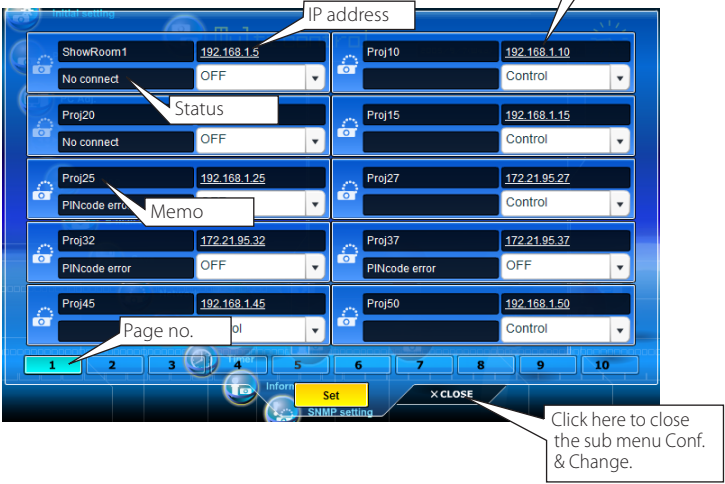 Initial setting
IP address
ShowRoom1 192.168.1.5
No connect OFF
Proj10 192.168.1.10
Control
Status
Proj20
No connect OFF
Proj15 192.168.1.15
Control
Proj25 192.168.1.25
PINcode error
Memo
Proj27 172.21.95.27
Control
Proj32 172.21.95.32
PINcode error OFF
Proj37 172.21.95.37
PINcode error OFF
Proj45 192.168.1.45
Page no.
Proj50 192.168.1.50
Control
1 2 3 4 5 6 7 8 9 10
Timer
Inform
Set
× CLOSE
SNMP setting
Click here to close
the sub menu Conf.
& Change.